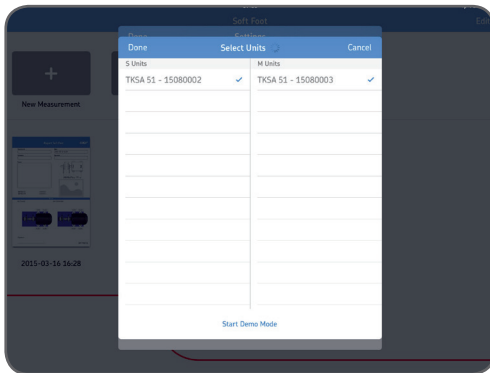 Soft Foot
Edit
Done Settings
Done Select Units Cancel
S Units M Units
TKSA 51 - 15080002 TKSA 51 - 15080003
New Measurement
2015-03-16 16:28
Start Demo Mode